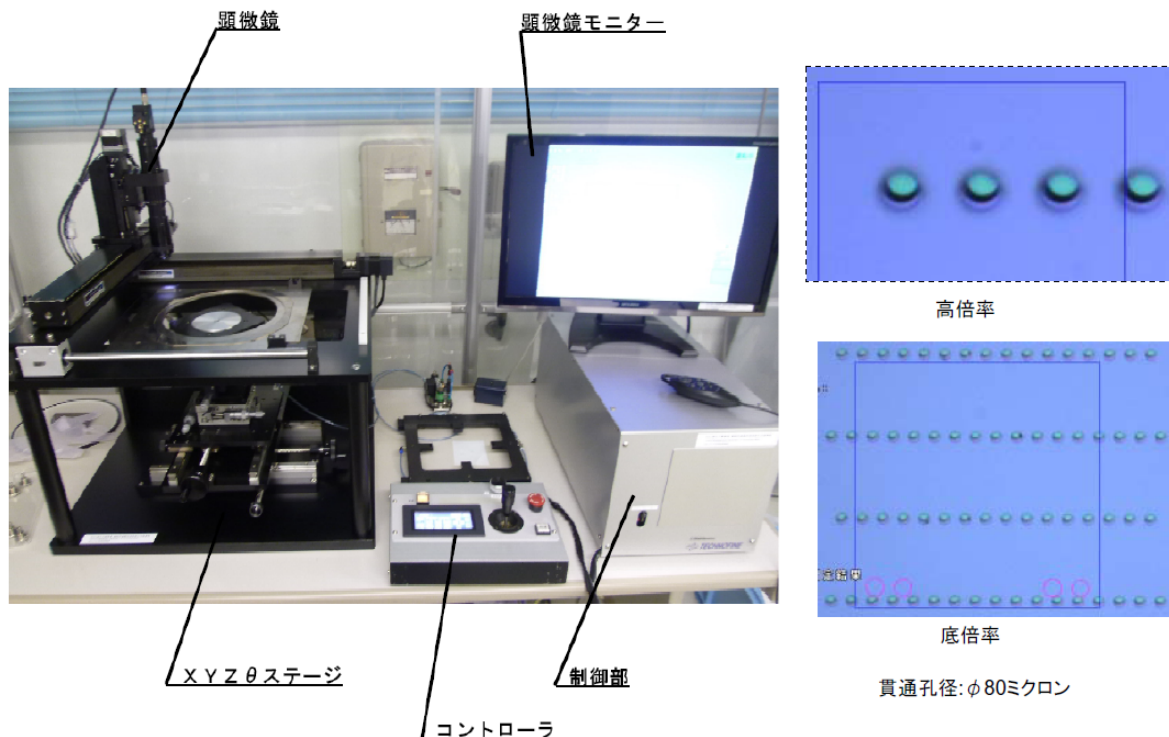 顕微鏡
顕微鏡モニター
高倍率
底倍率
貫通孔径:φ80ミクロン
TECHNOFINE
XYZθステージ
制御部
コントローラ